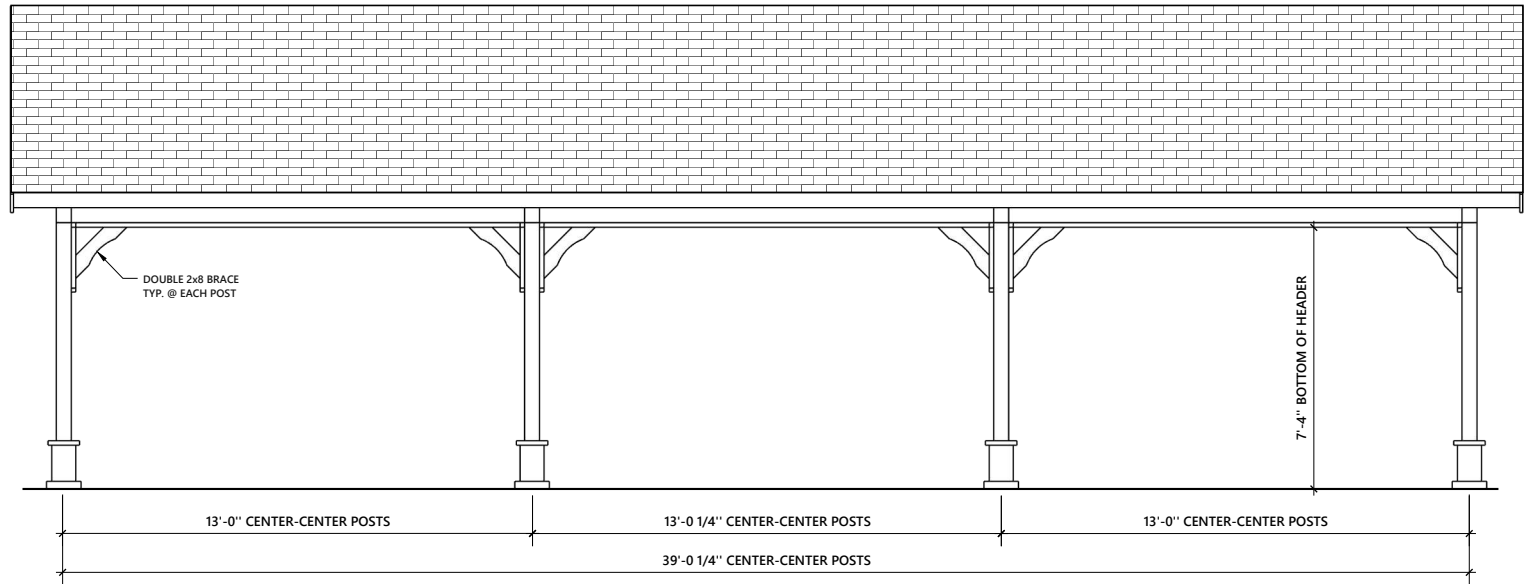 DOUBLE 2x8 BRACE
TYP. @ EACH POST
7'-4" BOTTOM OF HEADER
13'-0'' CENTER-CENTER POSTS
13'-0 1/4'' CENTER-CENTER POSTS
13'-0'' CENTER-CENTER POSTS
39'-0 1/4'' CENTER-CENTER POSTS